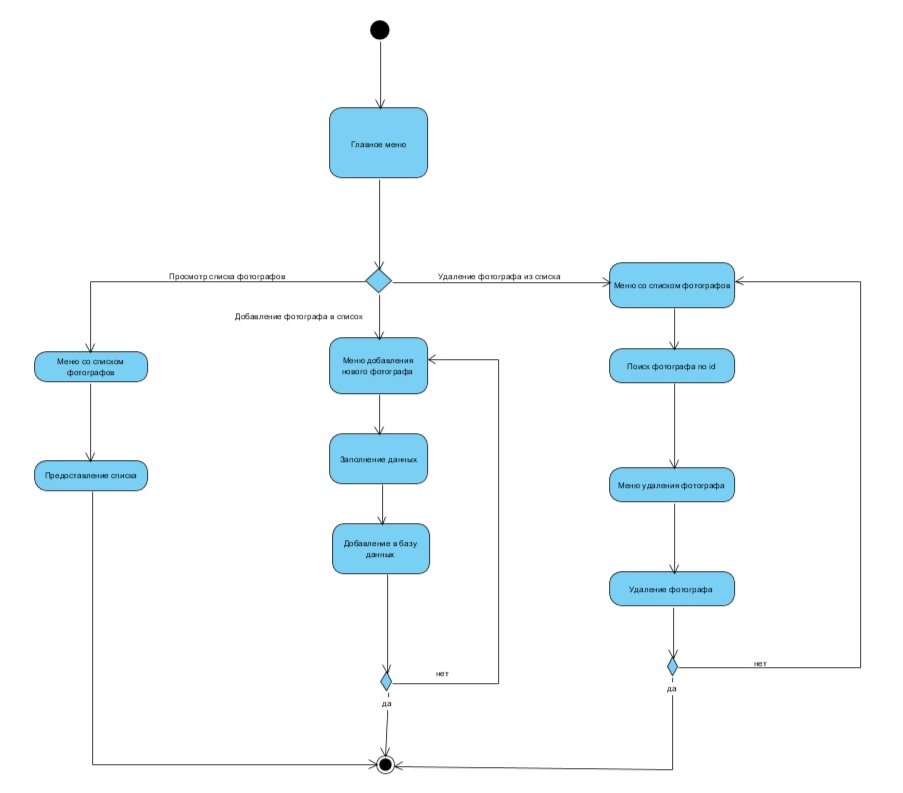 Главное меню
Просмотр списка фотографов
Удаление фотографа из списка
Добавление фотографа в список
Меню со списком
фотографов
Предоставление списка
Меню добавления
нового фотографа
Заполнение данных
Добавление в базу
данных
нет
да
Меню со списком фотографов
Поиск фотографа по id
Меню удаления фотографа
Удаление фотографа
нет
да